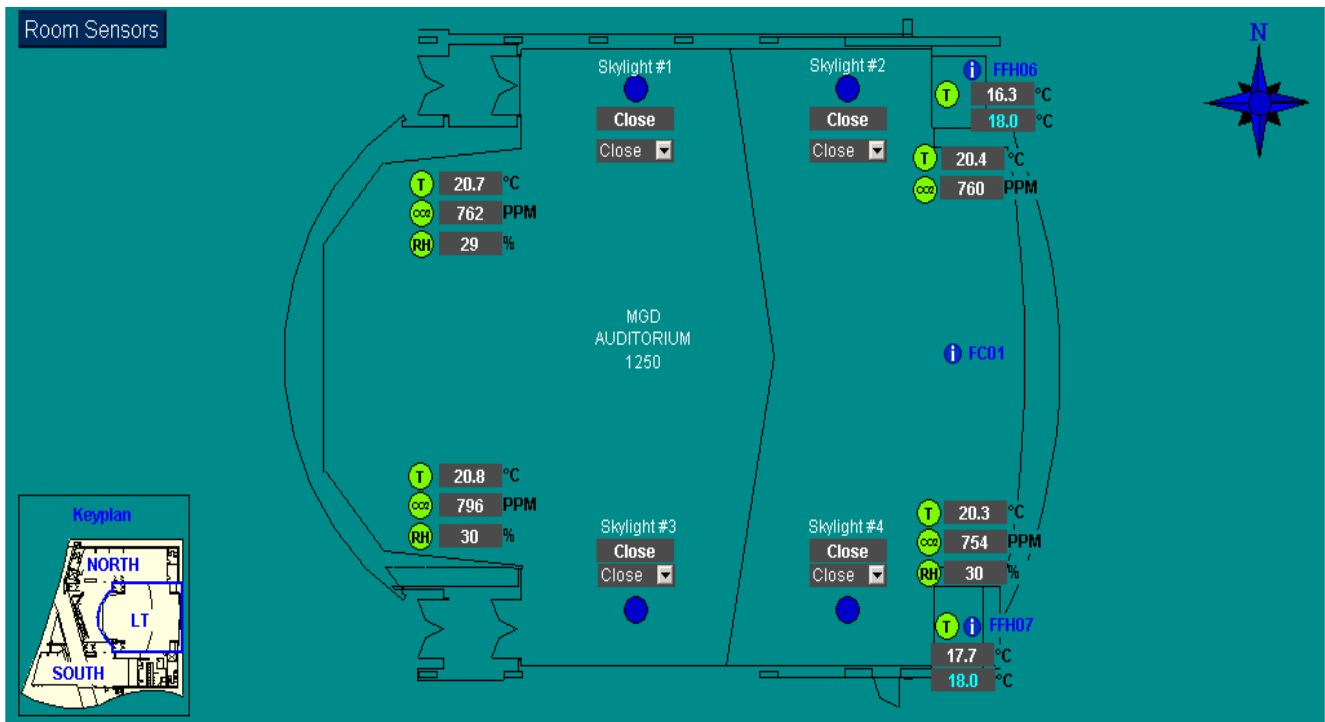 Room Sensors
N
Skylight #1
Close
Close
Skylight #2
Close
Close
i FFH06
T 16.3 °C
18.0 °C
T 20.4 °C
CO2 760 PPM
T 20.7 °C
CO2 762 PPM
RH 29 %
MGD
AUDITORIUM
1250
i FC01
T 20.8 °C
CO2 796 PPM
RH 30 %
Skylight #3
Close
Close
Skylight #4
Close
Close
T 20.3 °C
CO2 754 PPM
RH 30 %
T i FFH07
17.7 °C
18.0 °C
Keyplan
NORTH
LT
SOUTH